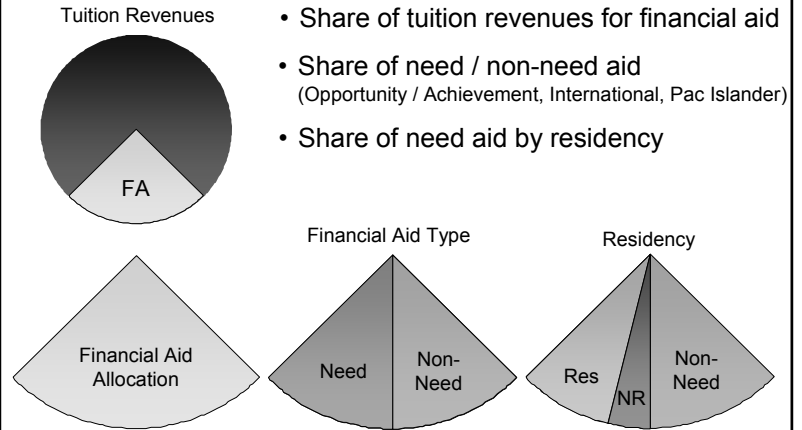 Tuition Revenues
FA
• Share of tuition revenues for financial aid
• Share of need / non-need aid
(Opportunity / Achievement, International, Pac Islander)
• Share of need aid by residency
Financial Aid
Allocation
Financial Aid Type
Need
Non-
Need
Residency
Res
NR
Non-
Need